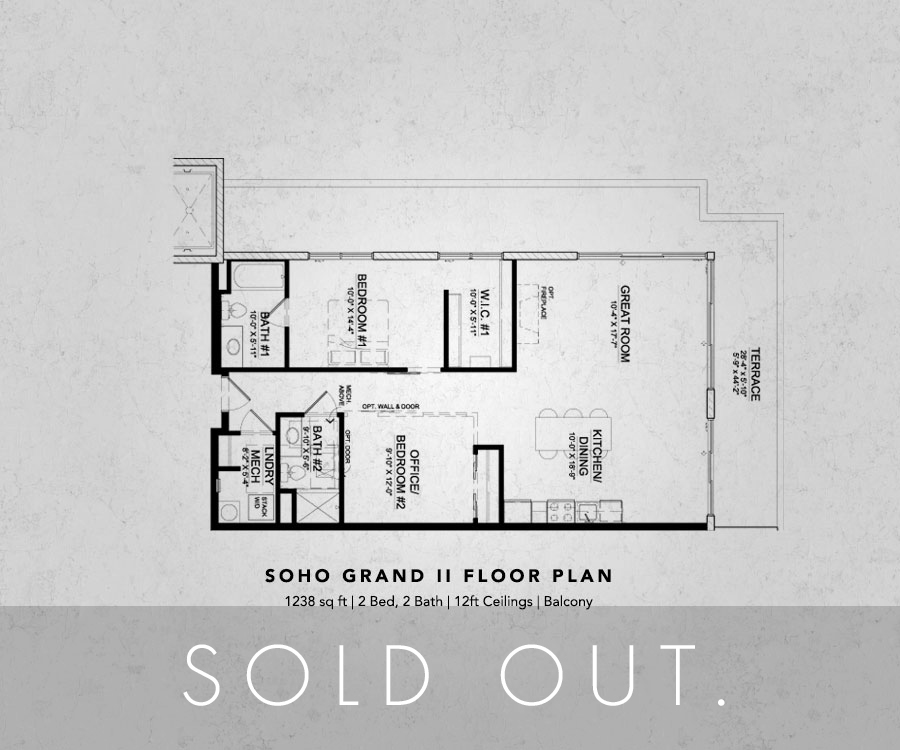 BATH #1
10'-0" X 5'-11"
BEDROOM #1
10'-0" X 14'-4"
W.I.C. #1
10'-0" X 5'-11"
OPT.
FIREPLACE
GREAT ROOM
10'-4" X 17'-7"
TERRACE
28'-4" X 5'-10"
5'-9" X 44'-2"
MECH.
ABOVE
OPT. WALL & DOOR
OPT. DOOR
LNDRY
MECH
6'-2" X 5'-4"
STACK
W/D
BATH #2
9'-10" X 5'-6"
OFFICE/
BEDROOM #2
9'-10" X 12'-0"
KITCHEN/
DINING
10'-0" X 18'-9"
SOHO GRAND II FLOOR PLAN
1238 sq ft | 2 Bed, 2 Bath | 12ft Ceilings | Balcony
SOLD OUT.